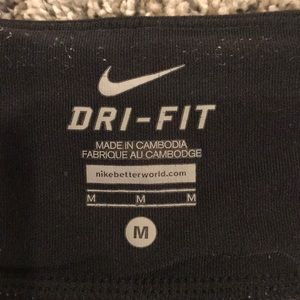 DRI-FIT
MADE IN CAMBODIA
FABRIQUE AU CAMBODGE
nikebetterworld.com
M M M
M